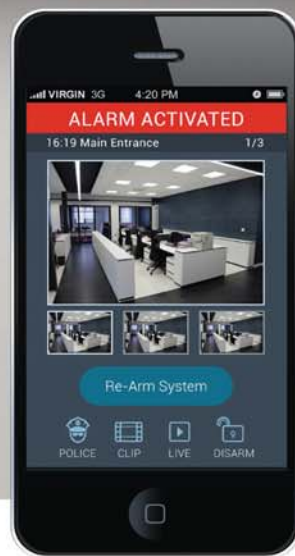 VIRGIN 3G 4:20 PM
ALARM ACTIVATED
16:19 Main Entrance 1/3
Re-Arm System
POLICE CLIP LIVE DISARM